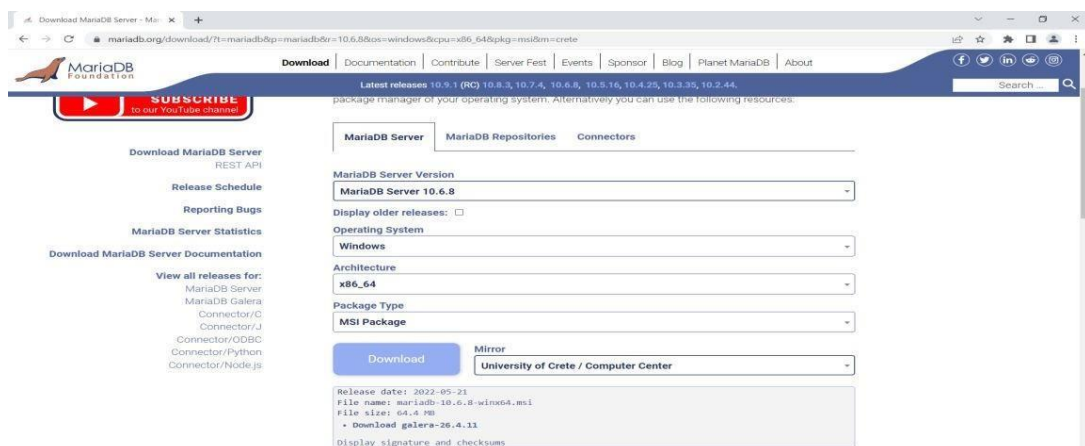 Download MariaDB Server - Mar
mariadb.org/download/?t=mariadb&p=mariadb&r=10.6.8&os=windows&cpu=x86_64&pkg=msi&m=crete
MariaDB
Foundation
Download Documentation Contribute Server Fest Events Sponsor Blog Planet MariaDB About
Latest releases 10.9.1 (RC) 10.8.3, 10.7.4, 10.6.8, 10.5.16, 10.4.25, 10.3.35, 10.2.44.
Search ...
SUBSCRIBE
to our YouTube channel
Download MariaDB Server
REST API
Release Schedule
Reporting Bugs
MariaDB Server Statistics
Download MariaDB Server Documentation
View all releases for:
MariaDB Server
MariaDB Galera
Connector/C
Connector/J
Connector/ODBC
Connector/Python
Connector/Node.js
package manager of your operating system. Alternatively you can use the following resources.
MariaDB Server MariaDB Repositories Connectors
MariaDB Server Version
MariaDB Server 10.6.8
Display older releases:
Operating System
Windows
Architecture
x86_64
Package Type
MSI Package
Download
Mirror
University of Crete / Computer Center
Release date: 2022-05-21
File name: mariadb-10.6.8-winx64.msi
File size: 64.4 MB
• Download galera-26.4.11
Display signature and checksums